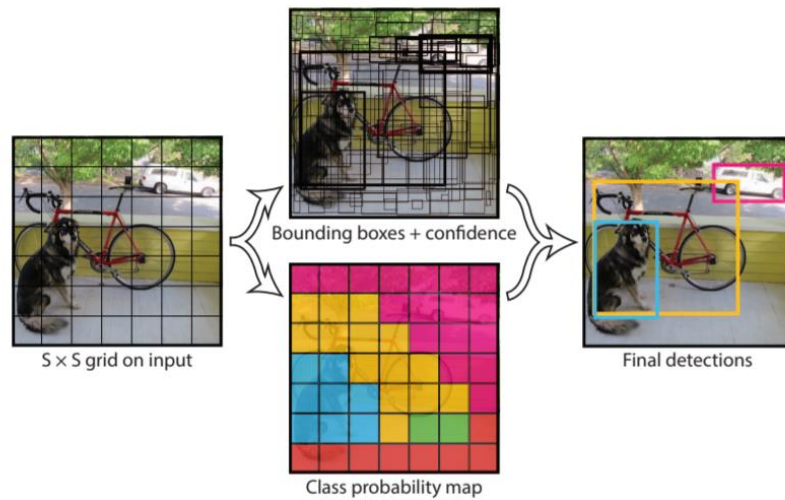 Bounding boxes + confidence
S × S grid on input
Final detections
Class probability map